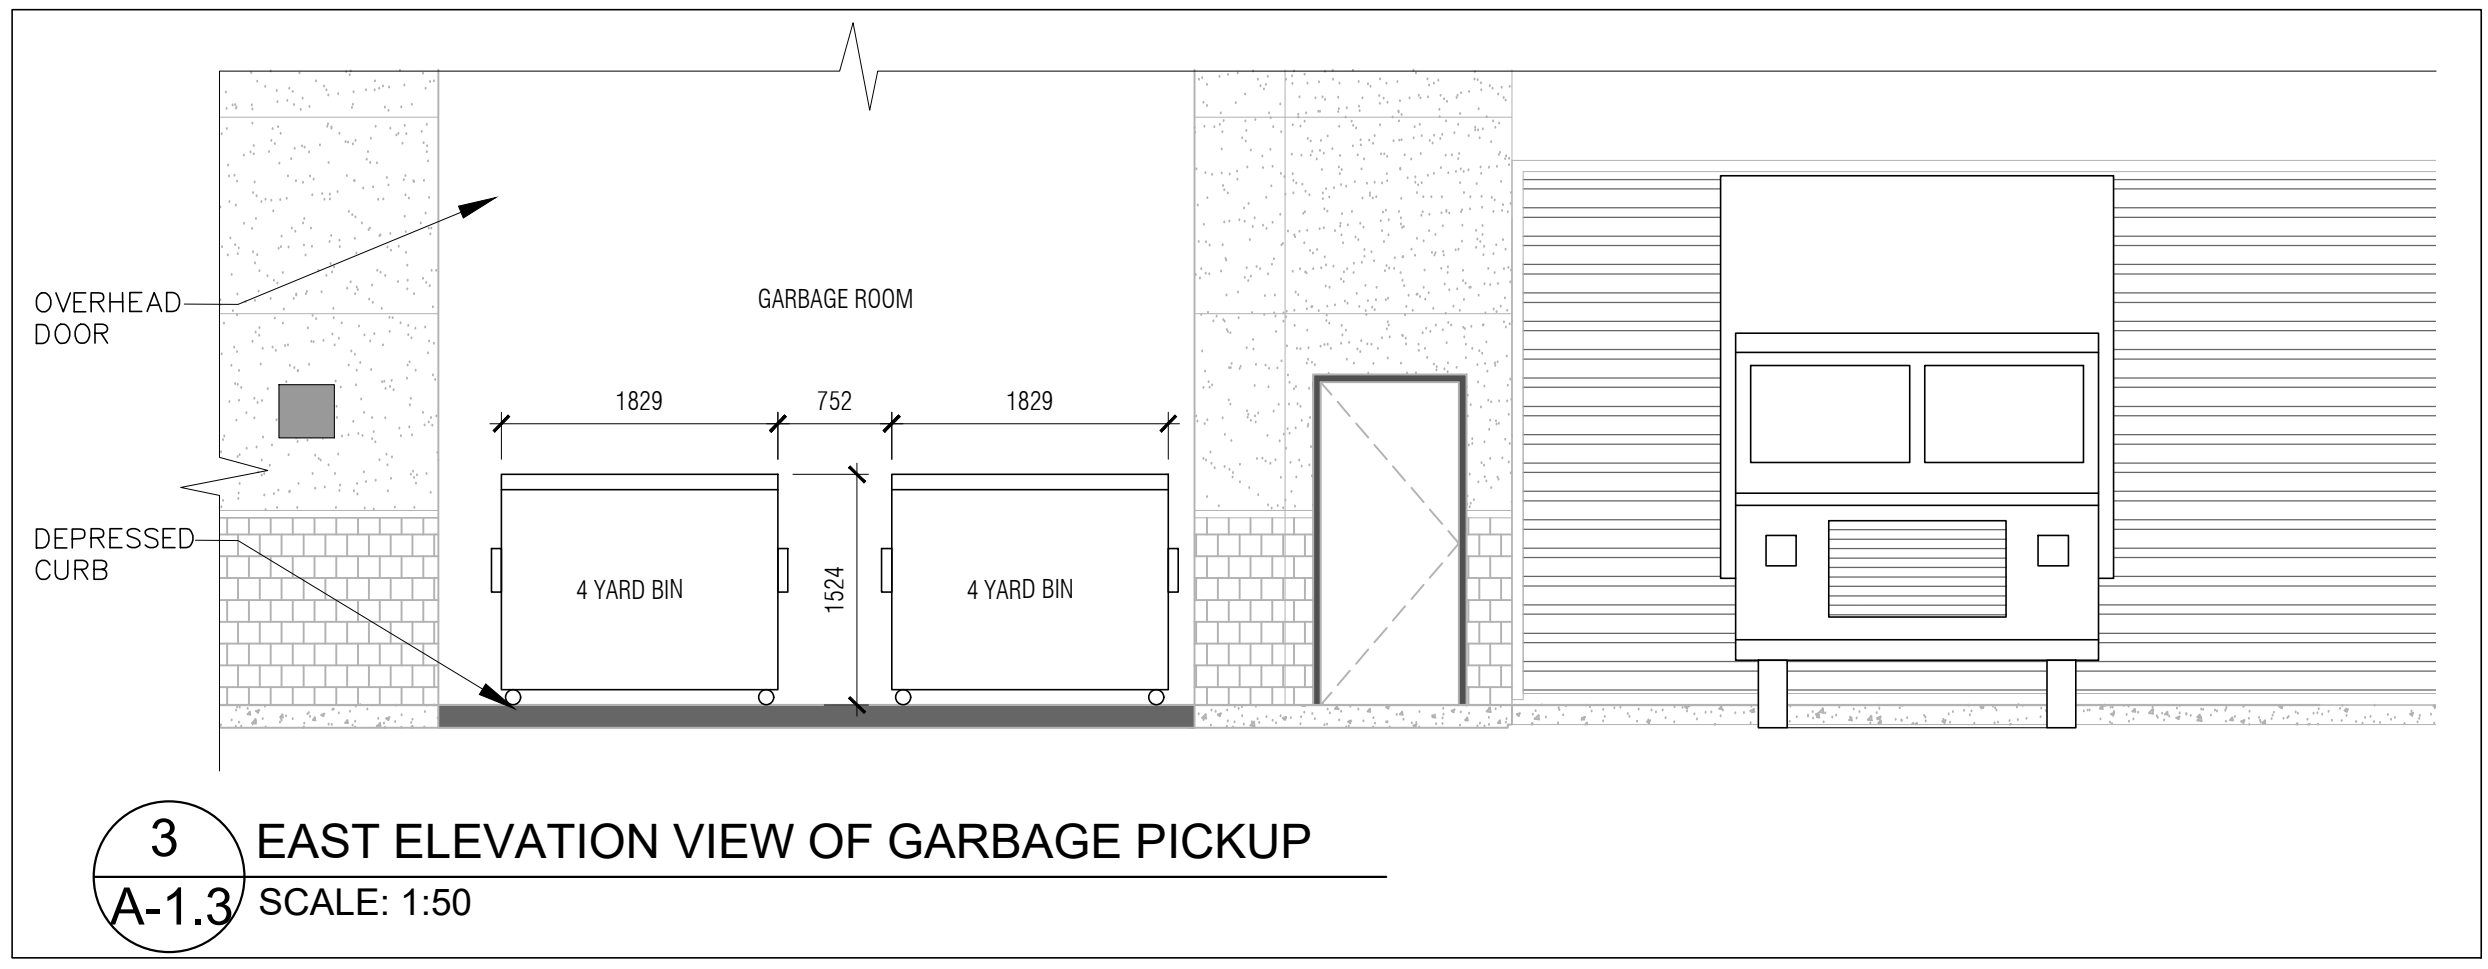 OVERHEAD
DOOR
GARBAGE ROOM
1829
752
1829
1524
4 YARD BIN
4 YARD BIN
DEPRESSED
CURB
3
EAST ELEVATION VIEW OF GARBAGE PICKUP
A-1.3
SCALE: 1:50